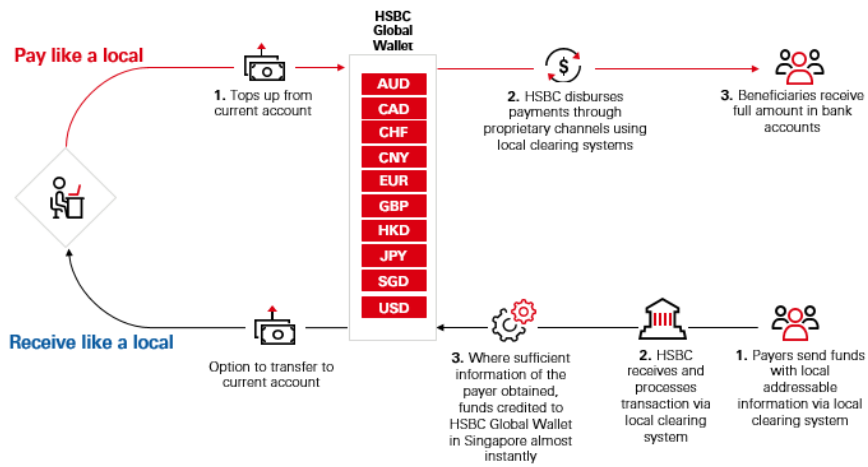 HSBC
Global
Wallet
Pay like a local
1. Tops up from
current account
AUD
CAD
CHF
CNY
EUR
GBP
HKD
JPY
SGD
USD
$
2. HSBC disburses
payments through
proprietary channels using
local clearing systems
3. Beneficiaries receive
full amount in bank
accounts
Receive like a local
Option to transfer to
current account
3. Where sufficient
information of the
payer obtained,
funds credited to
HSBC Global Wallet
in Singapore almost
instantly
2. HSBC
receives and
processes
transaction via
local clearing
system
1. Payers send funds
with local
addressable
information via local
clearing system